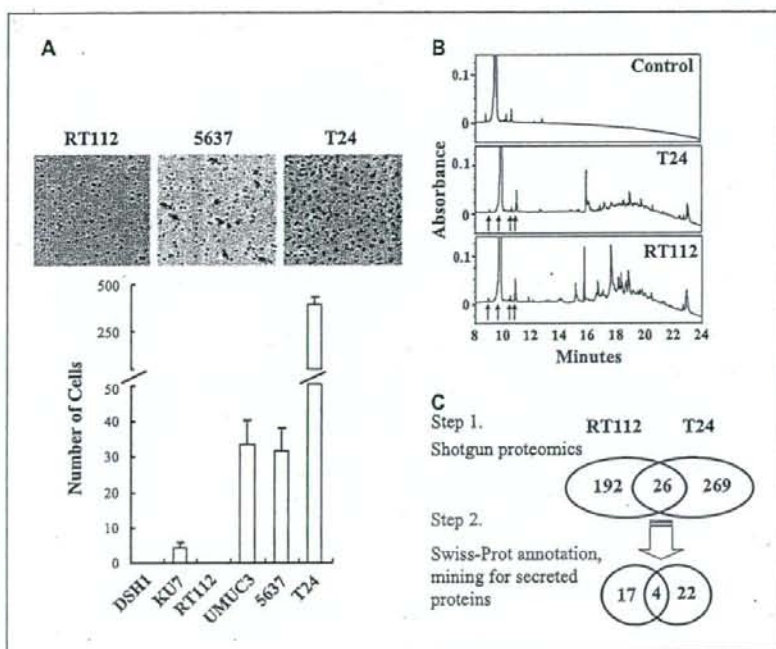 A
RT112 5637 T24
Number of Cells
500
250
50
40
30
20
10
0
DSH1 KU7 RT112 UMUC3 5637 T24
B
Absorbance
0.1
0
Control
0.1
0
T24
0.1
0
RT112
8 10 12 14 16 18 20 22 24
Minutes
C
Step 1.
RT112 T24
Shotgun proteomics
192 26 269
Step 2.
Swiss-Prot annotation,
mining for secreted
proteins
17 4 22